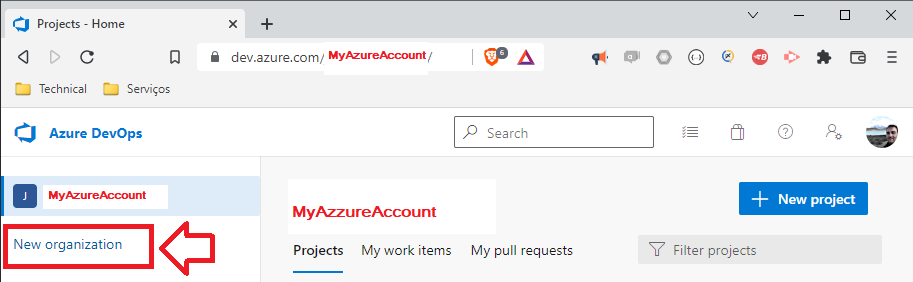 Projects - Home
dev.azure.com/ MyAzureAccount / 6
Technical Serviços
Azure DevOps Search
J MyAzureAccount
New organization
MyAzzureAccount
New project
Projects My work items My pull requests
Filter projects